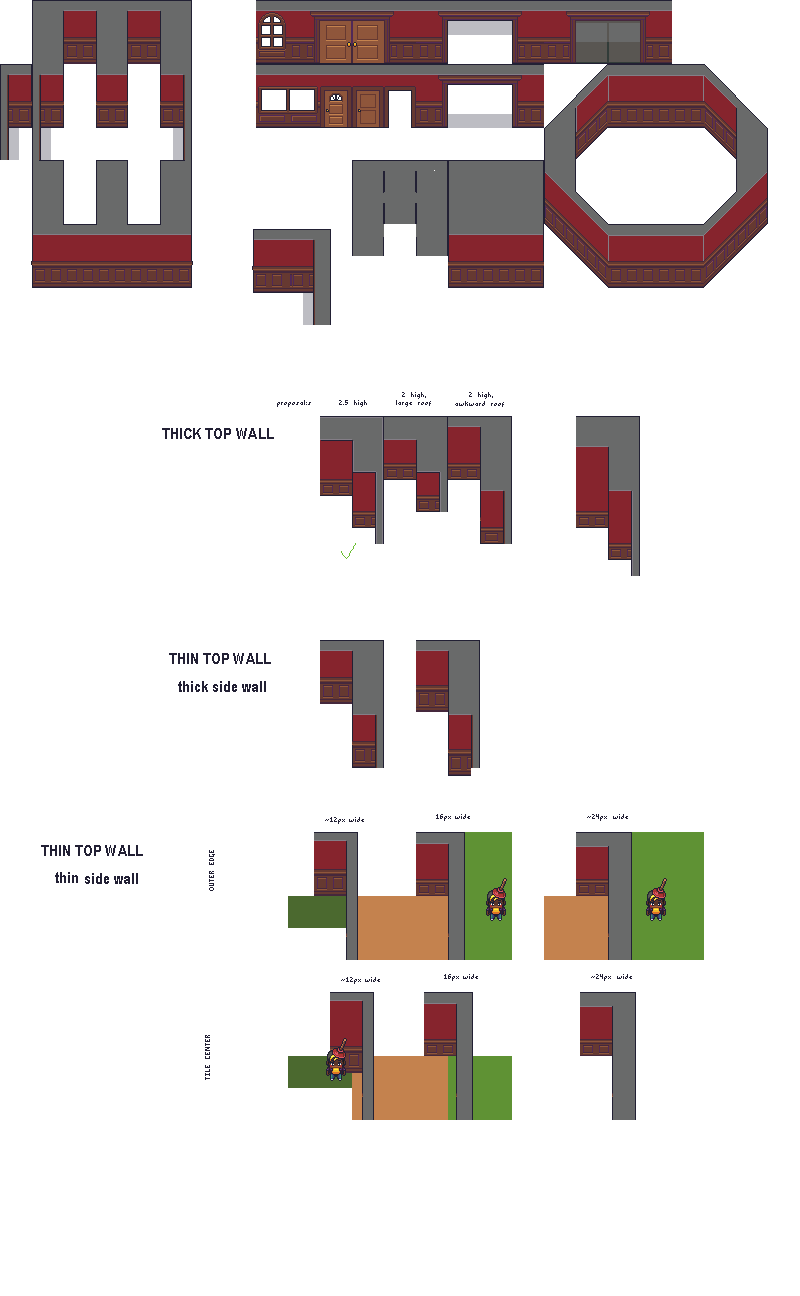 proposals
2.5 high
2 high,
large roof
2 high,
awkward roof
THICK TOP WALL
THIN TOP WALL
thick side wall
~12px wide
16px wide
~24px wide
THIN TOP WALL
thin side wall
OUTER EDGE
~12px wide
16px wide
~24px wide
TILE CENTER